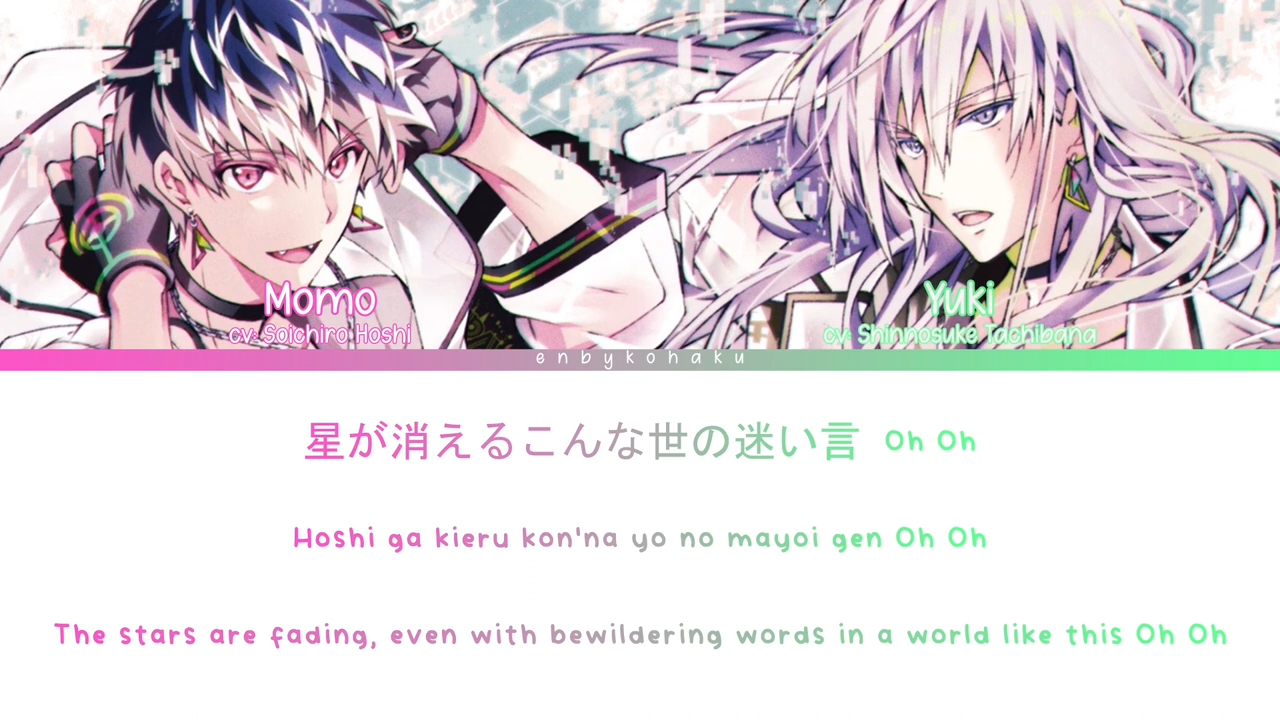 Momo
cv: Soichiro Hoshi
Yuki
cv: Shinnosuke Tachibana
enbykohaku
星が消えるこんな世の迷い言 Oh Oh
Hoshi ga kieru kon'na yo no mayoi gen Oh Oh
The stars are fading, even with bewildering words in a world like this Oh Oh